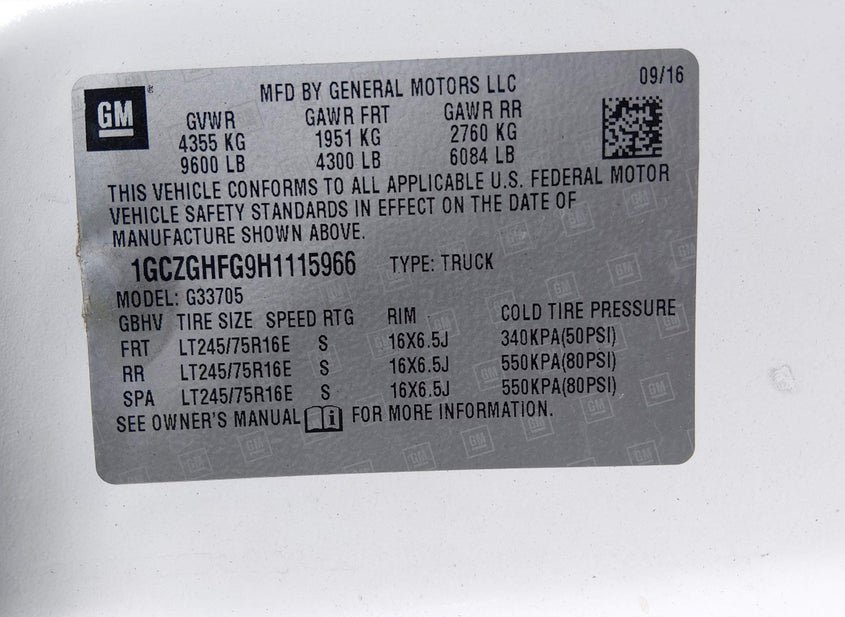 GM
MFD BY GENERAL MOTORS LLC 09/16
GVWR GAWR FRT GAWR RR
4355 KG 1951 KG 2760 KG
9600 LB 4300 LB 6084 LB
THIS VEHICLE CONFORMS TO ALL APPLICABLE U.S. FEDERAL MOTOR
VEHICLE SAFETY STANDARDS IN EFFECT ON THE DATE OF
MANUFACTURE SHOWN ABOVE.
1GCZGHFG9H1115966 TYPE: TRUCK
MODEL: G33705
GBHV TIRE SIZE SPEED RTG RIM COLD TIRE PRESSURE
FRT LT245/75R16E S 16X6.5J 340KPA(50PSI)
RR LT245/75R16E S 16X6.5J 550KPA(80PSI)
SPA LT245/75R16E S 16X6.5J 550KPA(80PSI)
SEE OWNER'S MANUAL i FOR MORE INFORMATION.